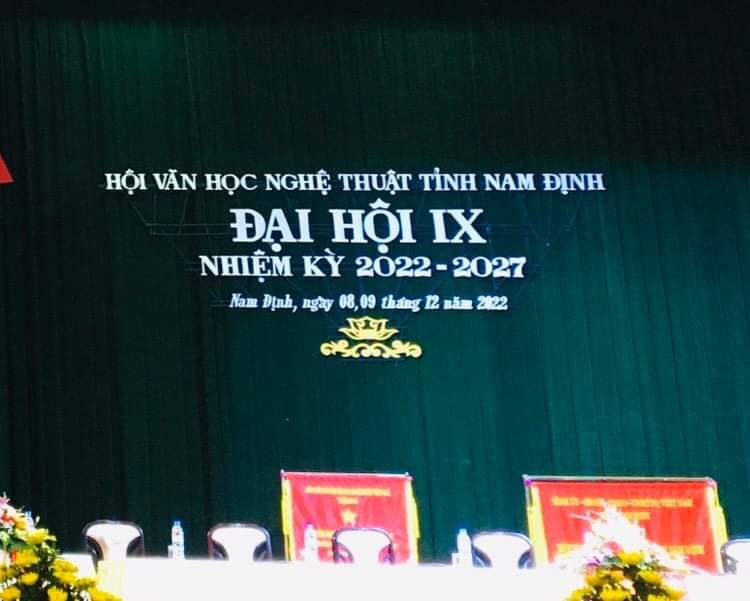 HỘI VĂN HỌC NGHỆ THUẬT TỈNH NAM ĐỊNH
ĐẠI HỘI IX
NHIỆM KỲ 2022 - 2027
Nam Định, ngày 08,09 tháng 12 năm 2022